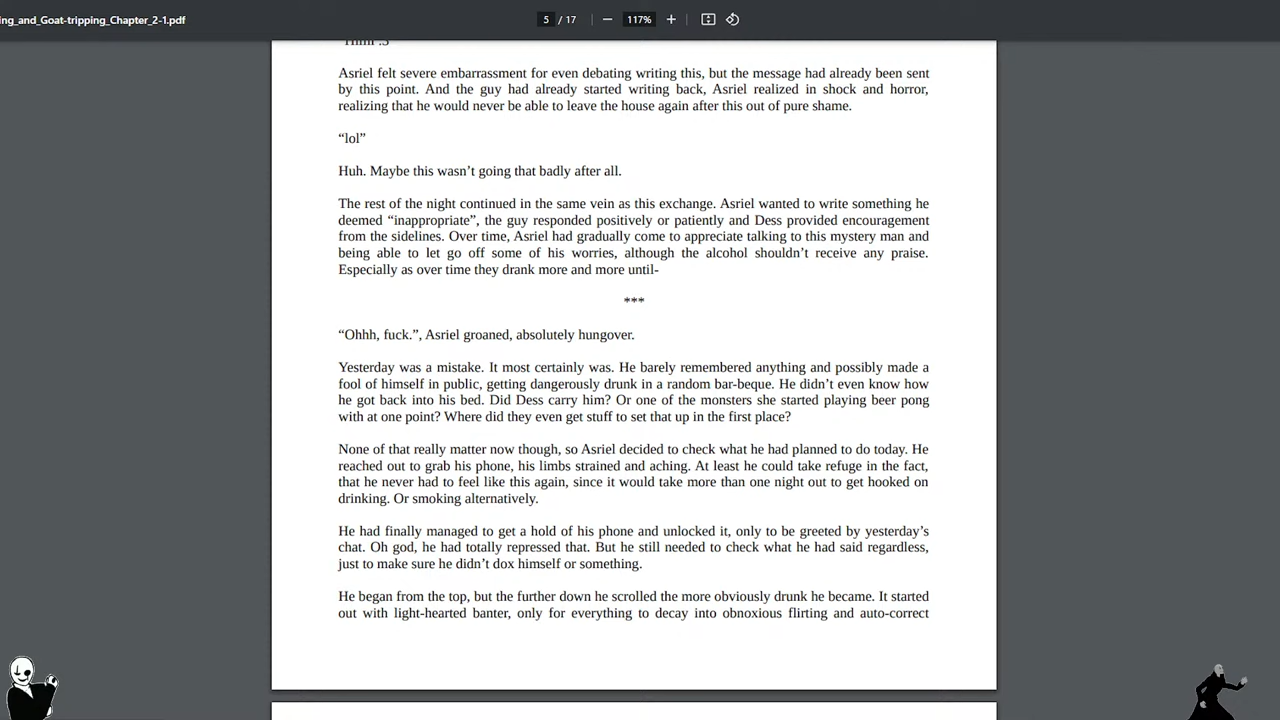 ing_and_Goat-tripping_Chapter_2-1.pdf
5 / 17
117%
Asriel felt severe embarrassment for even debating writing this, but the message had already been sent
by this point. And the guy had already started writing back, Asriel realized in shock and horror,
realizing that he would never be able to leave the house again after this out of pure shame.
“lol”
Huh. Maybe this wasn’t going that badly after all.
The rest of the night continued in the same vein as this exchange. Asriel wanted to write something he
deemed “inappropriate”, the guy responded positively or patiently and Dess provided encouragement
from the sidelines. Over time, Asriel had gradually come to appreciate talking to this mystery man and
being able to let go off some of his worries, although the alcohol shouldn’t receive any praise.
Especially as over time they drank more and more until-
***
“Ohhh, fuck.”, Asriel groaned, absolutely hungover.
Yesterday was a mistake. It most certainly was. He barely remembered anything and possibly made a
fool of himself in public, getting dangerously drunk in a random bar-beque. He didn’t even know how
he got back into his bed. Did Dess carry him? Or one of the monsters she started playing beer pong
with at one point? Where did they even get stuff to set that up in the first place?
None of that really matter now though, so Asriel decided to check what he had planned to do today. He
reached out to grab his phone, his limbs strained and aching. At least he could take refuge in the fact,
that he never had to feel like this again, since it would take more than one night out to get hooked on
drinking. Or smoking alternatively.
He had finally managed to get a hold of his phone and unlocked it, only to be greeted by yesterday’s
chat. Oh god, he had totally repressed that. But he still needed to check what he had said regardless,
just to make sure he didn’t dox himself or something.
He began from the top, but the further down he scrolled the more obviously drunk he became. It started
out with light-hearted banter, only for everything to decay into obnoxious flirting and auto-correct